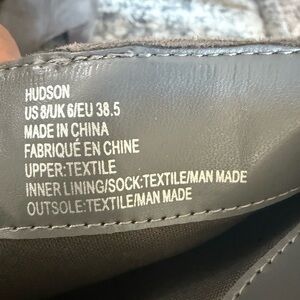 HUDSON
US 8/UK 6/EU 38.5
MADE IN CHINA
FABRIQUÉ EN CHINE
UPPER:TEXTILE
INNER LINING/SOCK:TEXTILE/MAN MADE
OUTSOLE:TEXTILE/MAN MADE